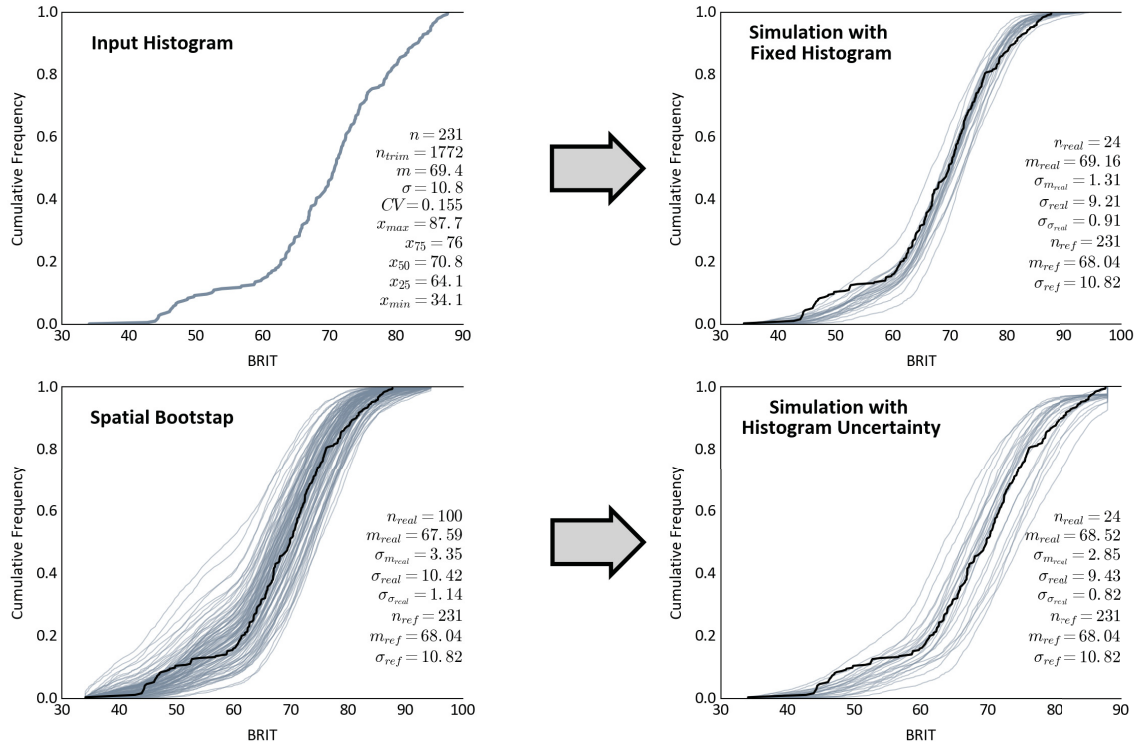 Input Histogram
1.0
0.8
0.6
0.4
0.2
0.0
Cumulative Frequency
n = 231
n_trim = 1772
m = 69.4
σ = 10.8
CV = 0.155
x_max = 87.7
x_75 = 76
x_50 = 70.8
x_25 = 64.1
x_min = 34.1
30 40 50 60 70 80 90
BRIT
Simulation with
Fixed Histogram
1.0
0.8
0.6
0.4
0.2
0.0
Cumulative Frequency
n_real = 24
m_real = 69.16
σ_m_real = 1.31
σ_real = 9.21
σ_σ_real = 0.91
n_ref = 231
m_ref = 68.04
σ_ref = 10.82
30 40 50 60 70 80 90 100
BRIT
Spatial Bootstap
1.0
0.8
0.6
0.4
0.2
0.0
Cumulative Frequency
n_real = 100
m_real = 67.59
σ_m_real = 3.35
σ_real = 10.42
σ_σ_real = 1.14
n_ref = 231
m_ref = 68.04
σ_ref = 10.82
30 40 50 60 70 80 90 100
BRIT
Simulation with
Histogram Uncertainty
1.0
0.8
0.6
0.4
0.2
0.0
Cumulative Frequency
n_real = 24
m_real = 68.52
σ_m_real = 2.85
σ_real = 9.43
σ_σ_real = 0.82
n_ref = 231
m_ref = 68.04
σ_ref = 10.82
30 40 50 60 70 80 90
BRIT